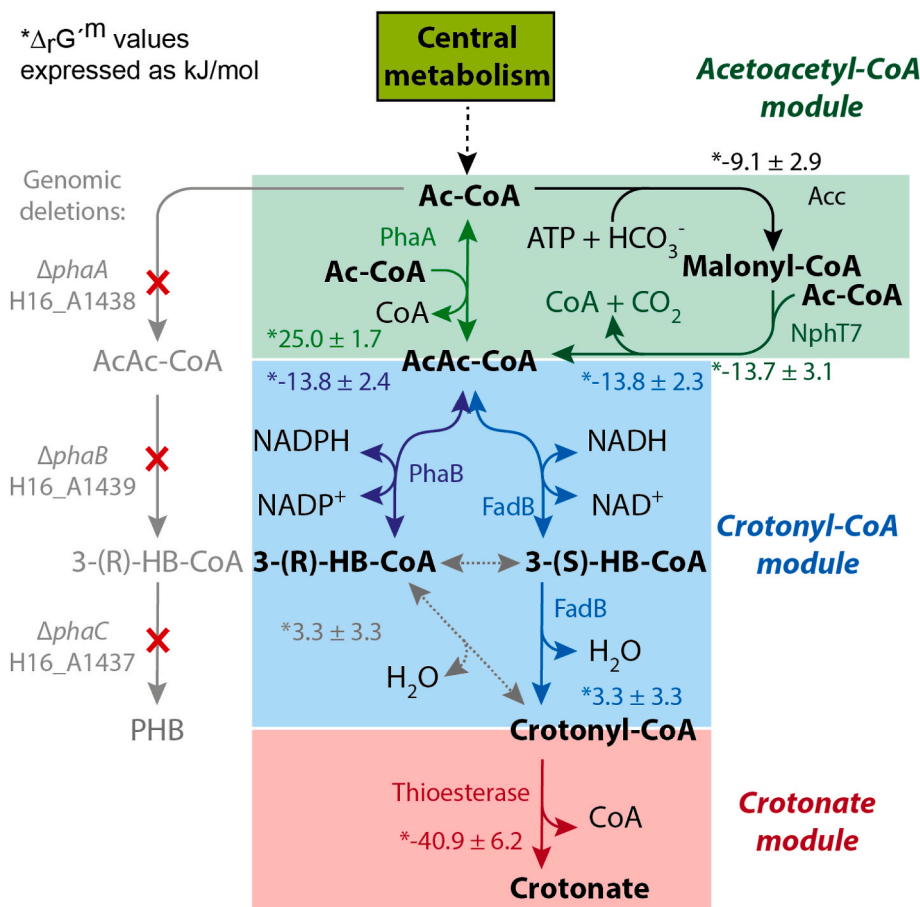 *ΔrG´ᵐ values
expressed as kJ/mol
Central
metabolism
Acetoacetyl-CoA
module
*-9.1 ± 2.9
Genomic
deletions:
Ac-CoA
Acc
PhaA
ATP + HCO₃⁻
Ac-CoA
Malonyl-CoA
ΔphaA
H16_A1438
CoA
CoA + CO₂
Ac-CoA
NphT7
*25.0 ± 1.7
AcAc-CoA
AcAc-CoA
*-13.7 ± 3.1
*-13.8 ± 2.4
*-13.8 ± 2.3
NADPH
NADH
ΔphaB
H16_A1439
PhaB
NADP⁺
FadB
NAD⁺
Crotonyl-CoA
module
3-(R)-HB-CoA
3-(R)-HB-CoA
3-(S)-HB-CoA
FadB
ΔphaC
H16_A1437
*3.3 ± 3.3
H₂O
H₂O
*3.3 ± 3.3
PHB
Crotonyl-CoA
Thioesterase
CoA
*-40.9 ± 6.2
Crotonate
module
Crotonate